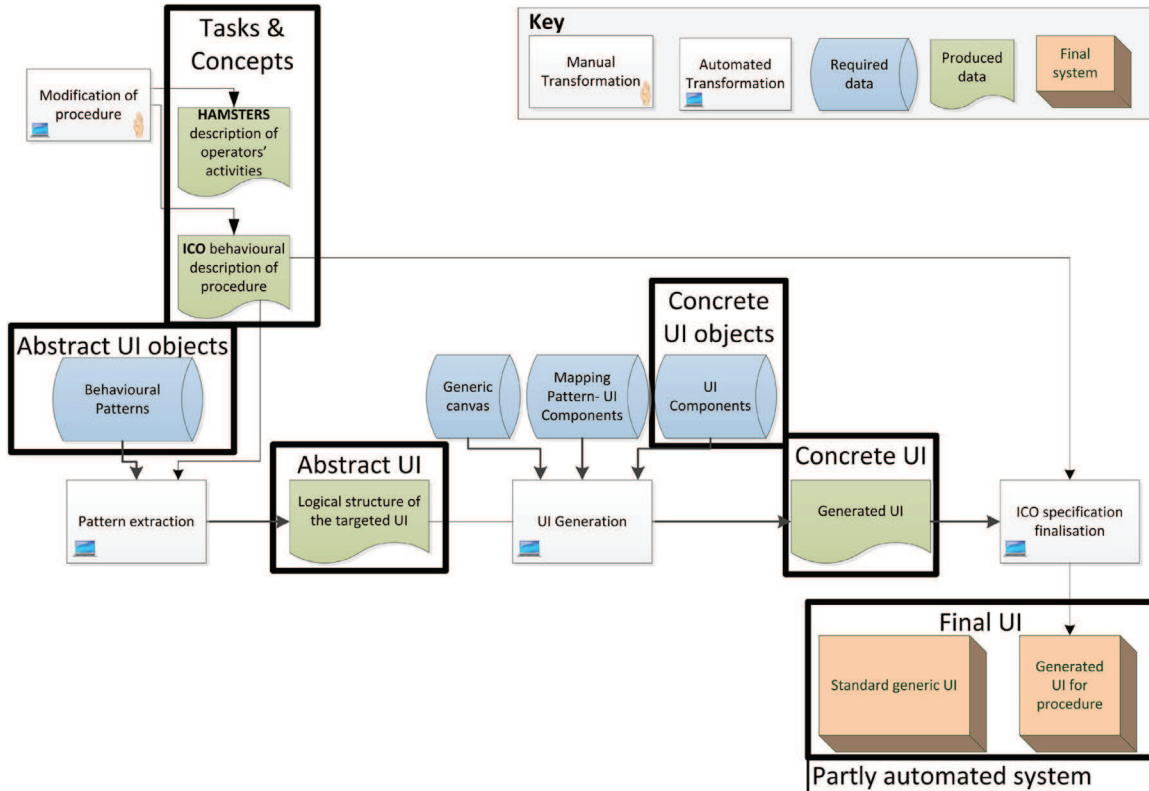 Tasks &
Concepts
Key
Manual
Transformation
Automated
Transformation
Required
data
Produced
data
Final
system
Modification of
procedure
HAMSTERS
description of
operators'
activities
ICO behavioural
description of
procedure
Abstract UI objects
Behavioural
Patterns
Concrete
UI objects
Generic
canvas
Mapping
Pattern- UI
Components
UI
Components
Abstract UI
Concrete UI
Pattern extraction
Logical structure of
the targeted UI
UI Generation
Generated UI
ICO specification
finalisation
Final UI
Standard generic UI
Generated
UI for
procedure
Partly automated system